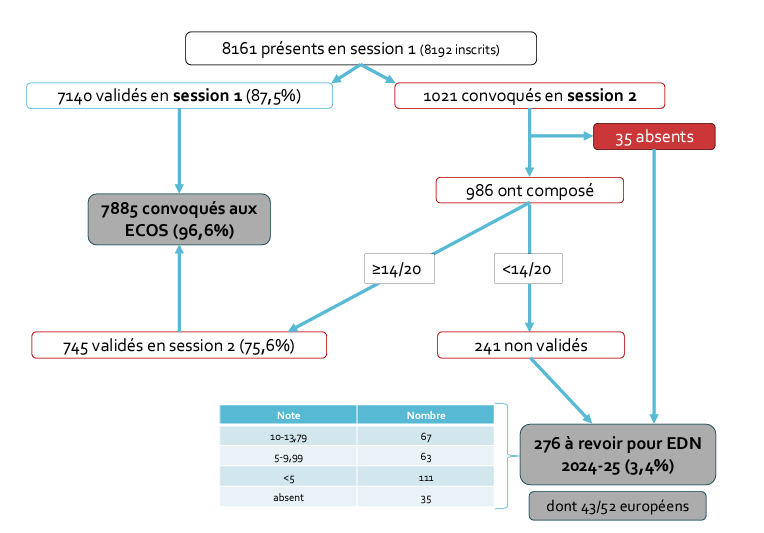 8161 présents en session 1 (8192 inscrits)
7140 validés en session 1 (87,5%)
1021 convoqués en session 2
35 absents
986 ont composé
7885 convoqués aux
ECOS (96,6%)
≥14/20
<14/20
745 validés en session 2 (75,6%)
241 non validés
Note Nombre
10-13,79 67
5-9,99 63
<5 111
absent 35
276 à revoir pour EDN
2024-25 (3,4%)
dont 43/52 européens